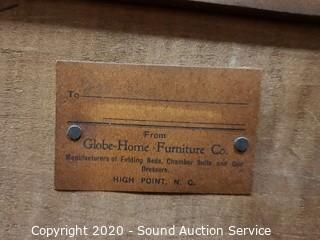 To
From
Globe-Home Furniture Co.
Manufacturers of Folding Beds, Chamber Suits and Odd
Dressers.
HIGH POINT, N. C.
Copyright 2020 - Sound Auction Service